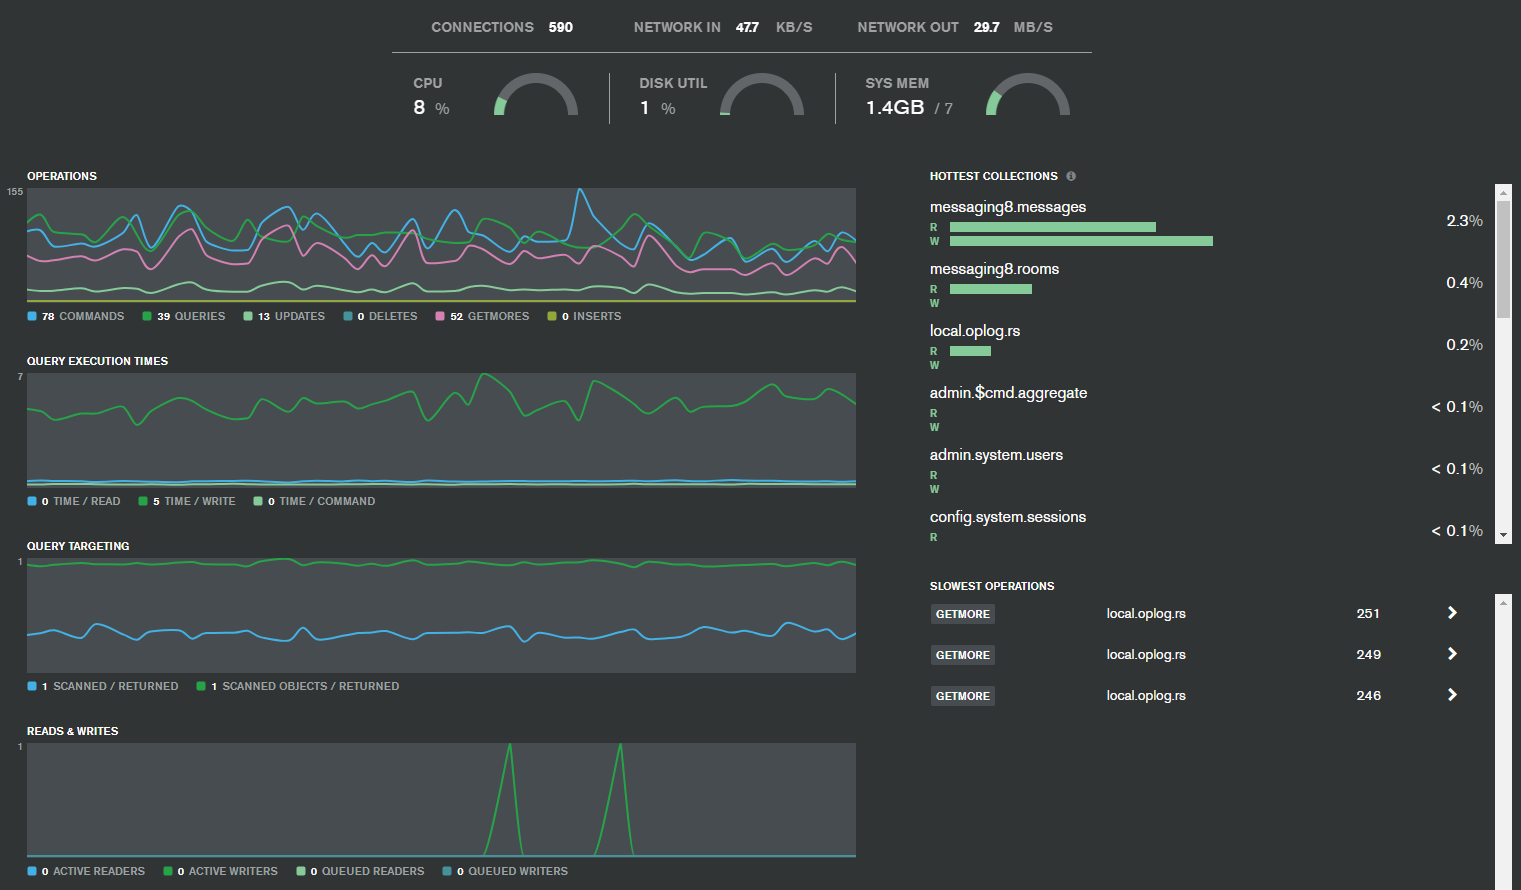 CONNECTIONS 590 NETWORK IN 47.7 KB/S NETWORK OUT 29.7 MB/S
CPU
8 %
DISK UTIL
1 %
SYS MEM
1.4GB / 7
OPERATIONS
155
78 COMMANDS 39 QUERIES 13 UPDATES 0 DELETES 52 GETMORES 0 INSERTS
QUERY EXECUTION TIMES
7
0 TIME / READ 5 TIME / WRITE 0 TIME / COMMAND
QUERY TARGETING
1
1 SCANNED / RETURNED 1 SCANNED OBJECTS / RETURNED
READS & WRITES
1
0 ACTIVE READERS 0 ACTIVE WRITERS 0 QUEUED READERS 0 QUEUED WRITERS
HOTTEST COLLECTIONS
messaging8.messages
R
W
2.3%
messaging8.rooms
R
W
0.4%
local.oplog.rs
R
W
0.2%
admin.$cmd.aggregate
R
W
< 0.1%
admin.system.users
R
W
< 0.1%
config.system.sessions
R
< 0.1%
SLOWEST OPERATIONS
GETMORE local.oplog.rs 251
GETMORE local.oplog.rs 249
GETMORE local.oplog.rs 246